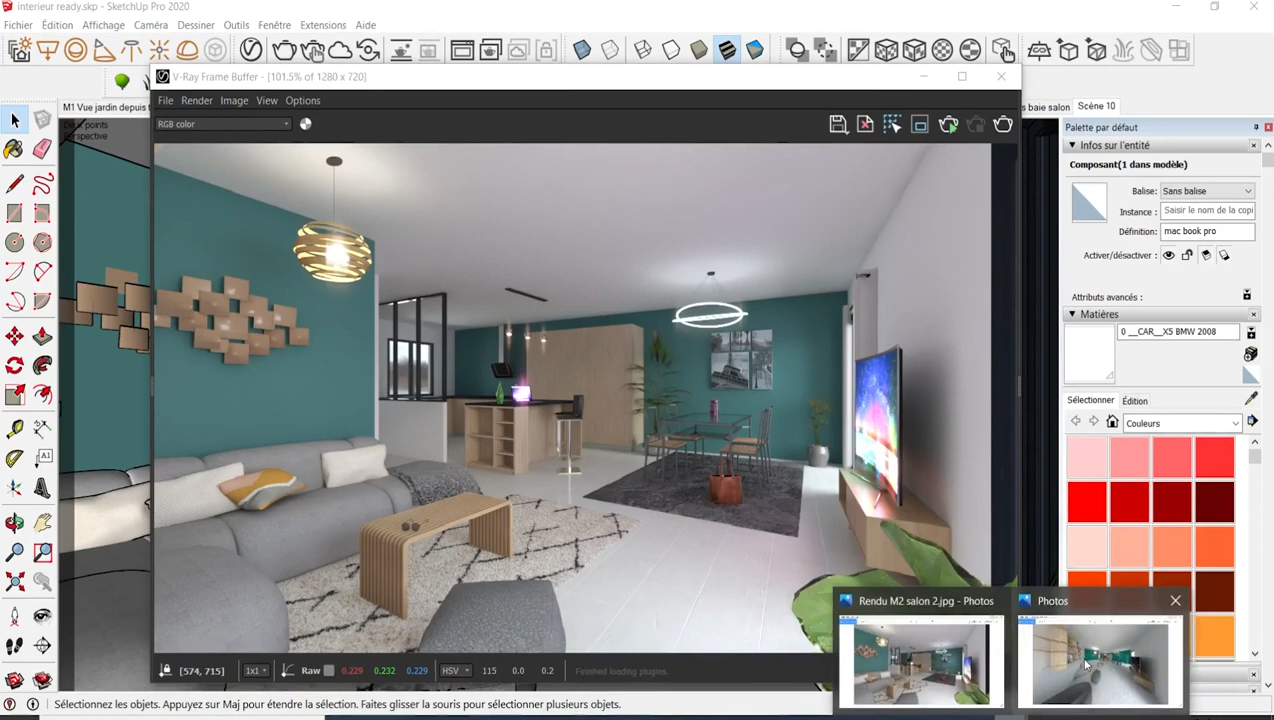 interieur ready.skp - SketchUp Pro 2020
Fichier Édition Affichage Caméra Dessiner Outils Fenêtre Extensions Aide
V-Ray Frame Buffer - [101.5% of 1280 x 720]
File Render Image View Options
M1 Vue jardin depuis t
s baie salon Scène 10
RGB color
Deux points
Perspective
Palette par défaut
Infos sur l'entité
Composant(1 dans modèle)
Balise: Sans balise
Instance : Saisir le nom de la copi
Définition: mac book pro
Activer/désactiver :
Attributs avancés :
Matières
0 __CAR__X5 BMW 2008
Sélectionner Édition
Couleurs
A1
Rendu M2 salon 2.jpg - Photos
Photos
[574, 715] 1x1 Raw 0.229 0.232 0.229 HSV 115 0.0 0.2 Finished loading plugins.
Sélectionnez les objets. Appuyez sur Maj pour étendre la sélection. Faites glisser la souris pour sélectionner plusieurs objets.